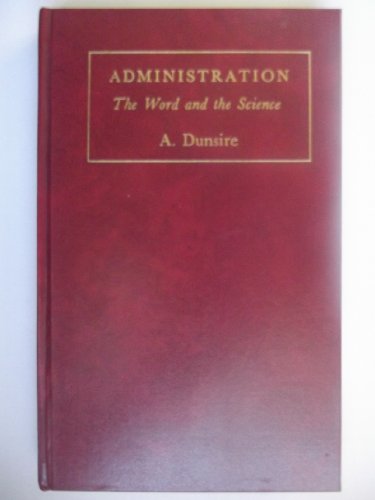 ADMINISTRATION
The Word and the Science
A. Dunsire